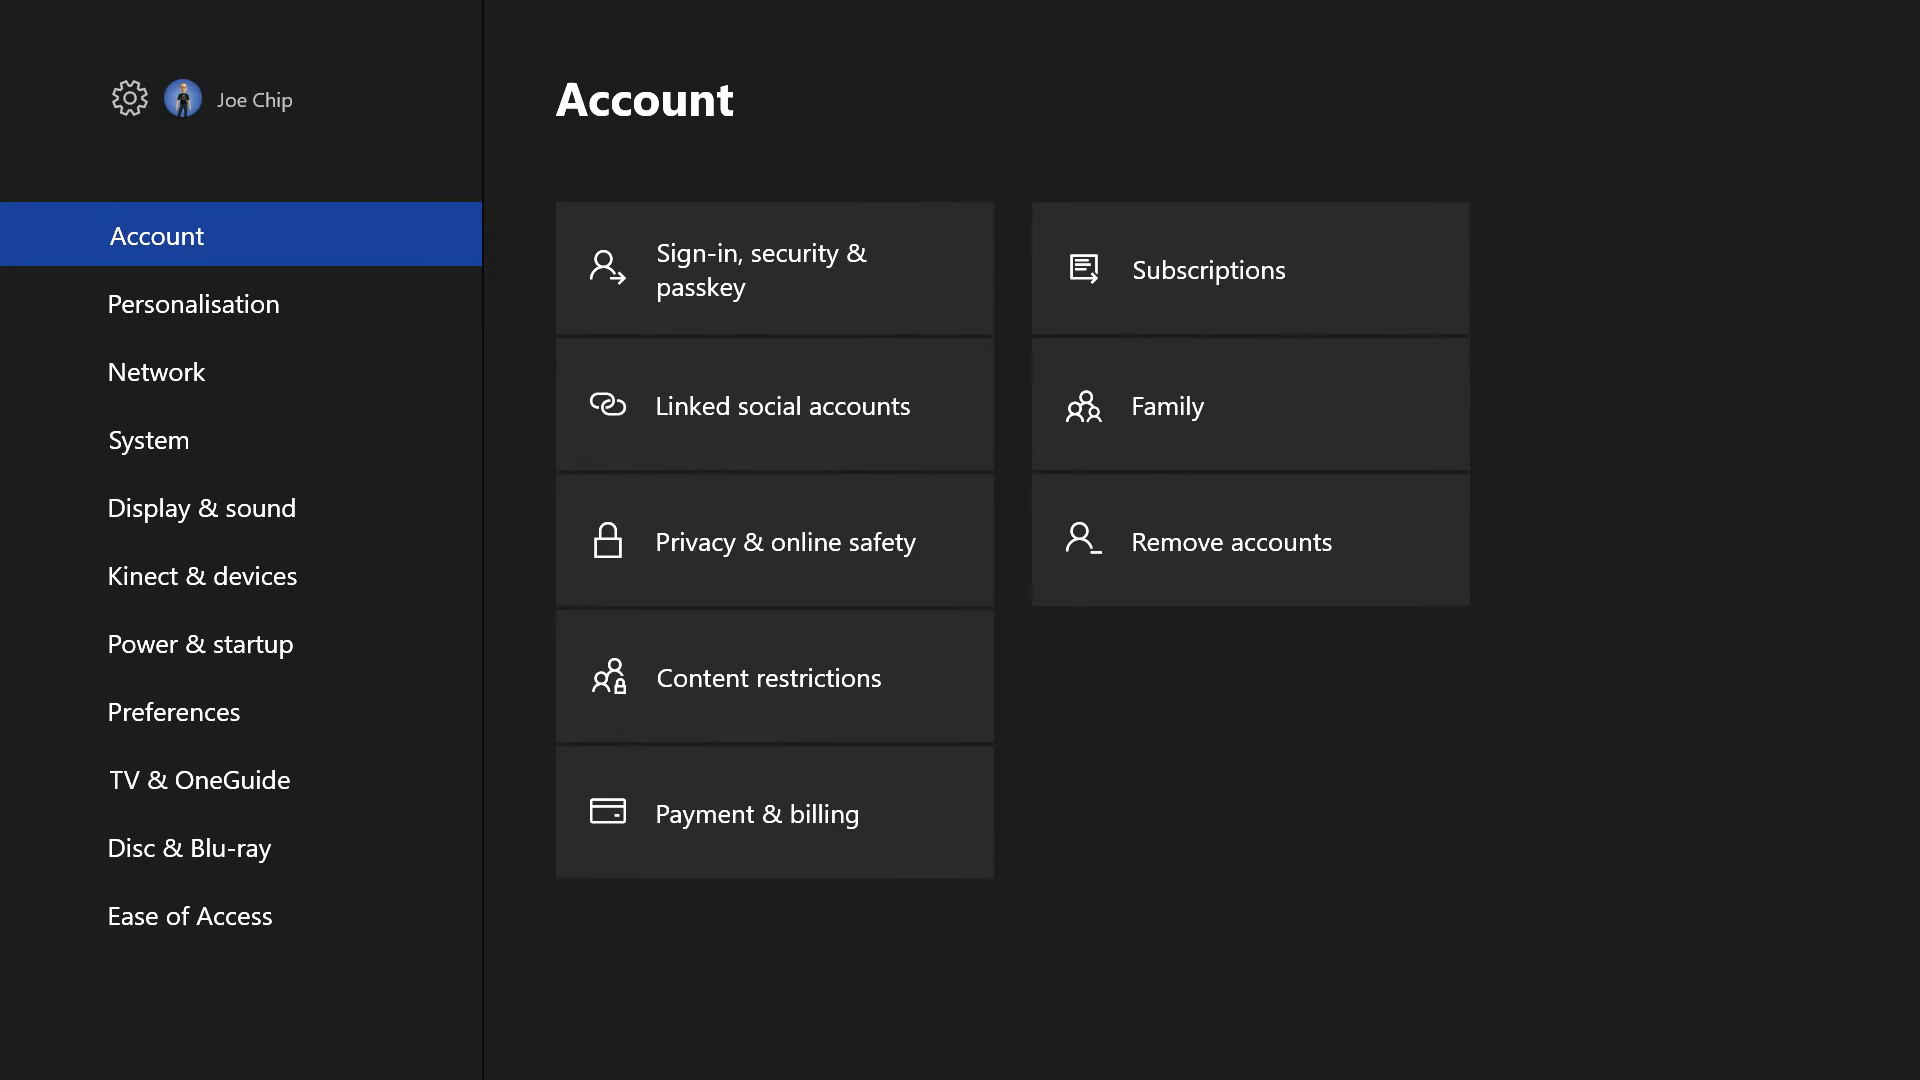 Joe Chip
Account
Personalisation
Network
System
Display & sound
Kinect & devices
Power & startup
Preferences
TV & OneGuide
Disc & Blu-ray
Ease of Access
Account
Sign-in, security &
passkey
Linked social accounts
Privacy & online safety
Content restrictions
Payment & billing
Subscriptions
Family
Remove accounts